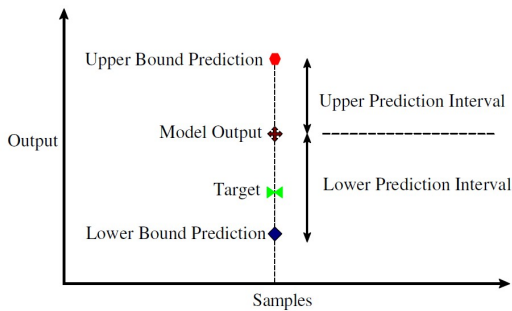 Upper Bound Prediction
Upper Prediction Interval
Model Output
Output
Target
Lower Prediction Interval
Lower Bound Prediction
Samples